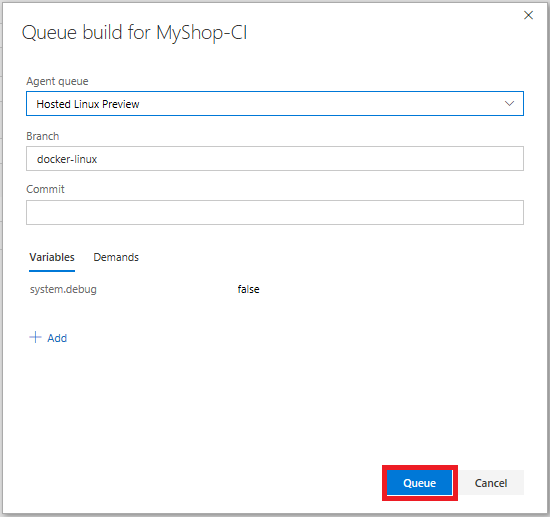 Queue build for MyShop-CI
Agent queue
Hosted Linux Preview
Branch
docker-linux
Commit
Variables Demands
system.debug false
Add
Queue Cancel